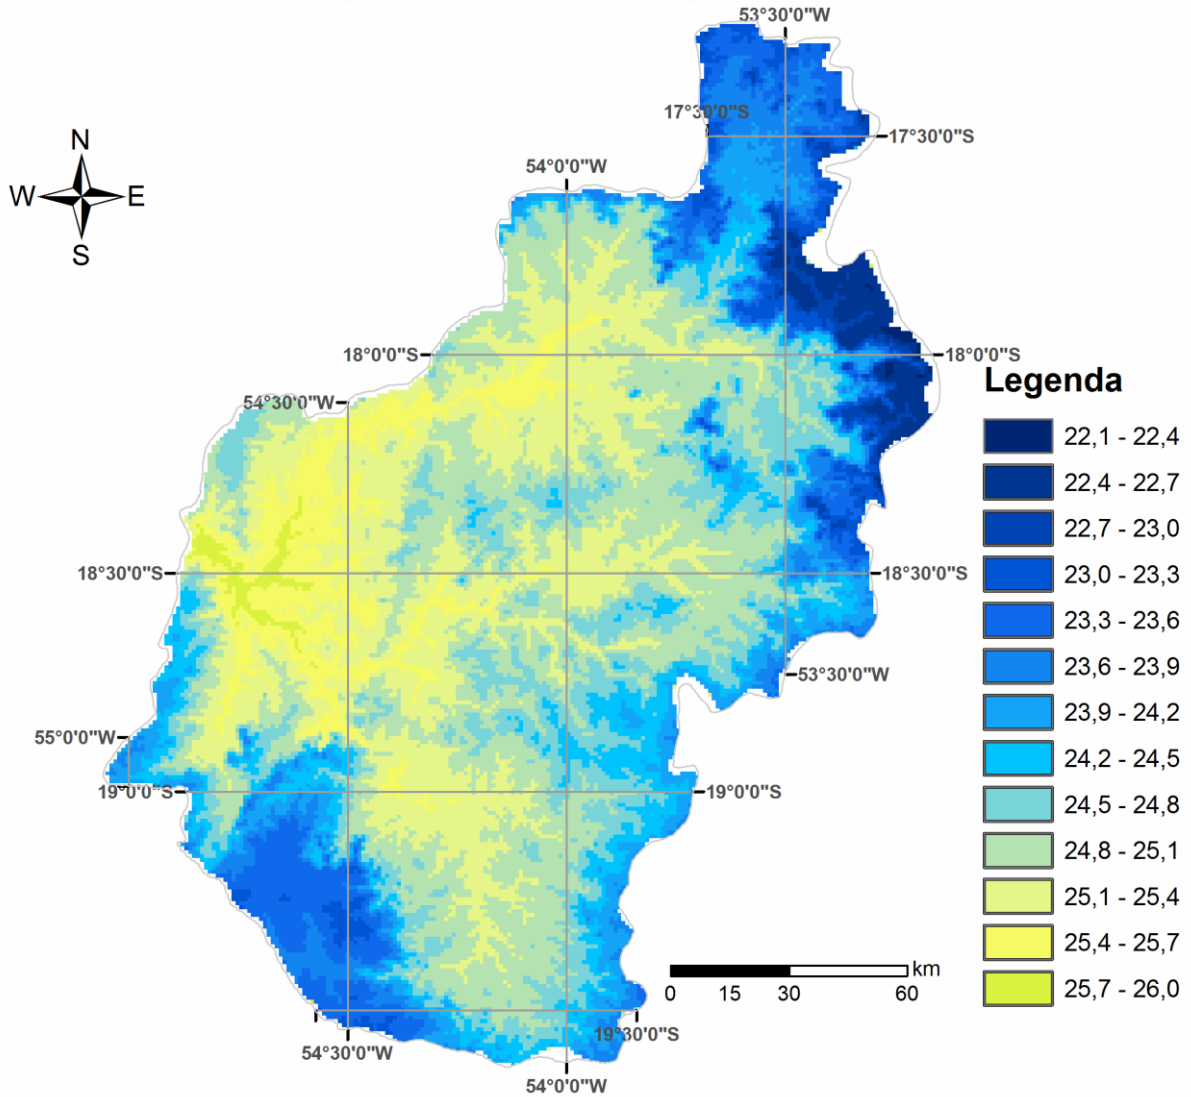 53°30'0"W
17°30'0"S
17°30'0"S
N
54°0'0"W
W
E
S
18°0'0"S
18°0'0"S
Legenda
54°30'0"W
22,1 - 22,4
22,4 - 22,7
22,7 - 23,0
18°30'0"S
18°30'0"S
23,0 - 23,3
23,3 - 23,6
53°30'0"W
23,6 - 23,9
23,9 - 24,2
55°0'0"W
24,2 - 24,5
19°0'0"S
19°0'0"S
24,5 - 24,8
24,8 - 25,1
25,1 - 25,4
25,4 - 25,7
km
25,7 - 26,0
0 15 30 60
19°30'0"S
54°30'0"W
54°0'0"W